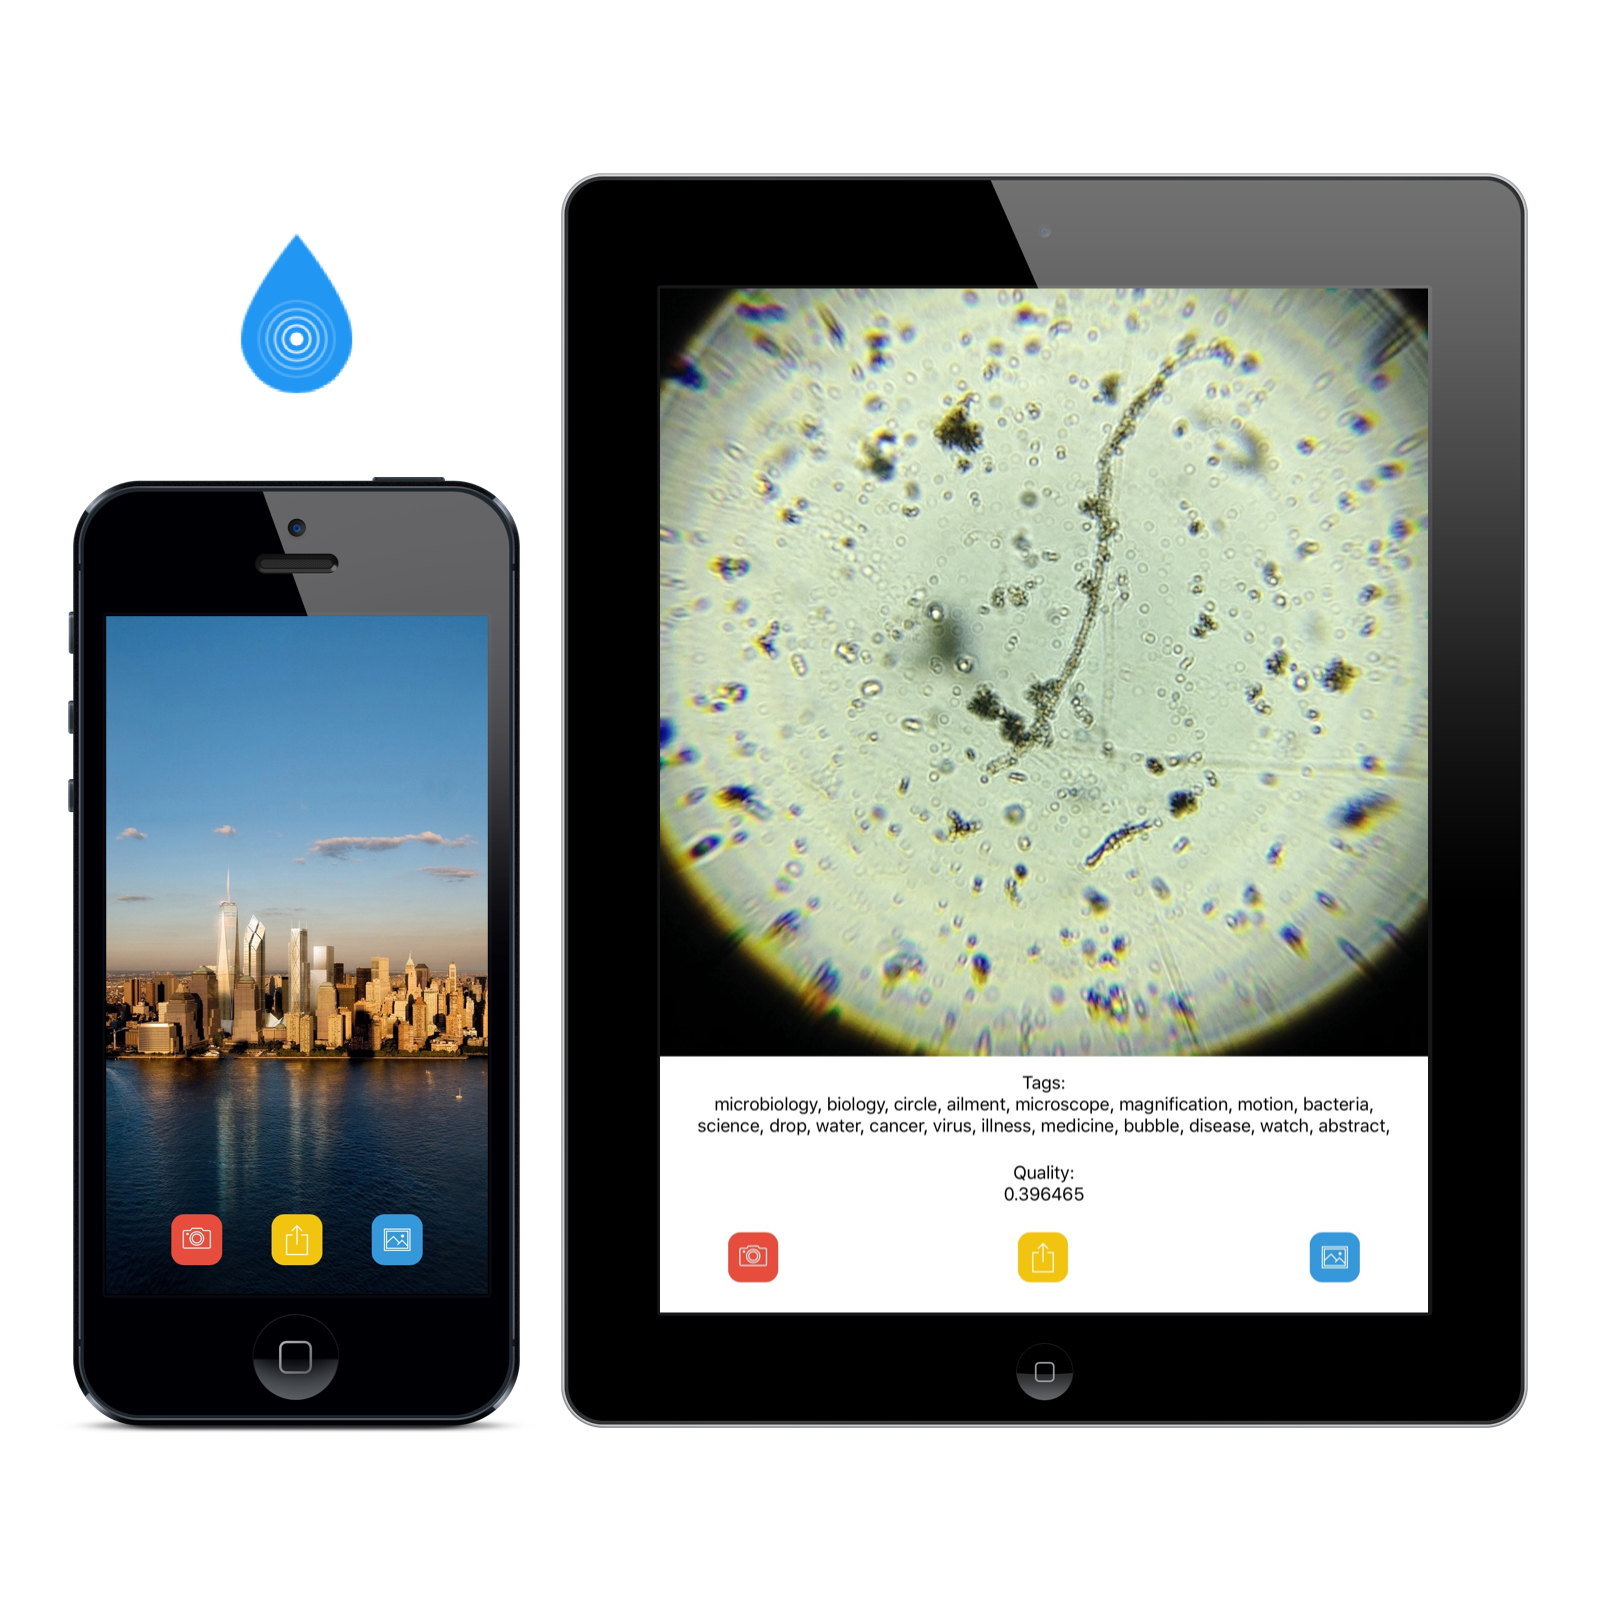 Tags:
microbiology, biology, circle, ailment, microscope, magnification, motion, bacteria,
science, drop, water, cancer, virus, illness, medicine, bubble, disease, watch, abstract,
Quality:
0.396465